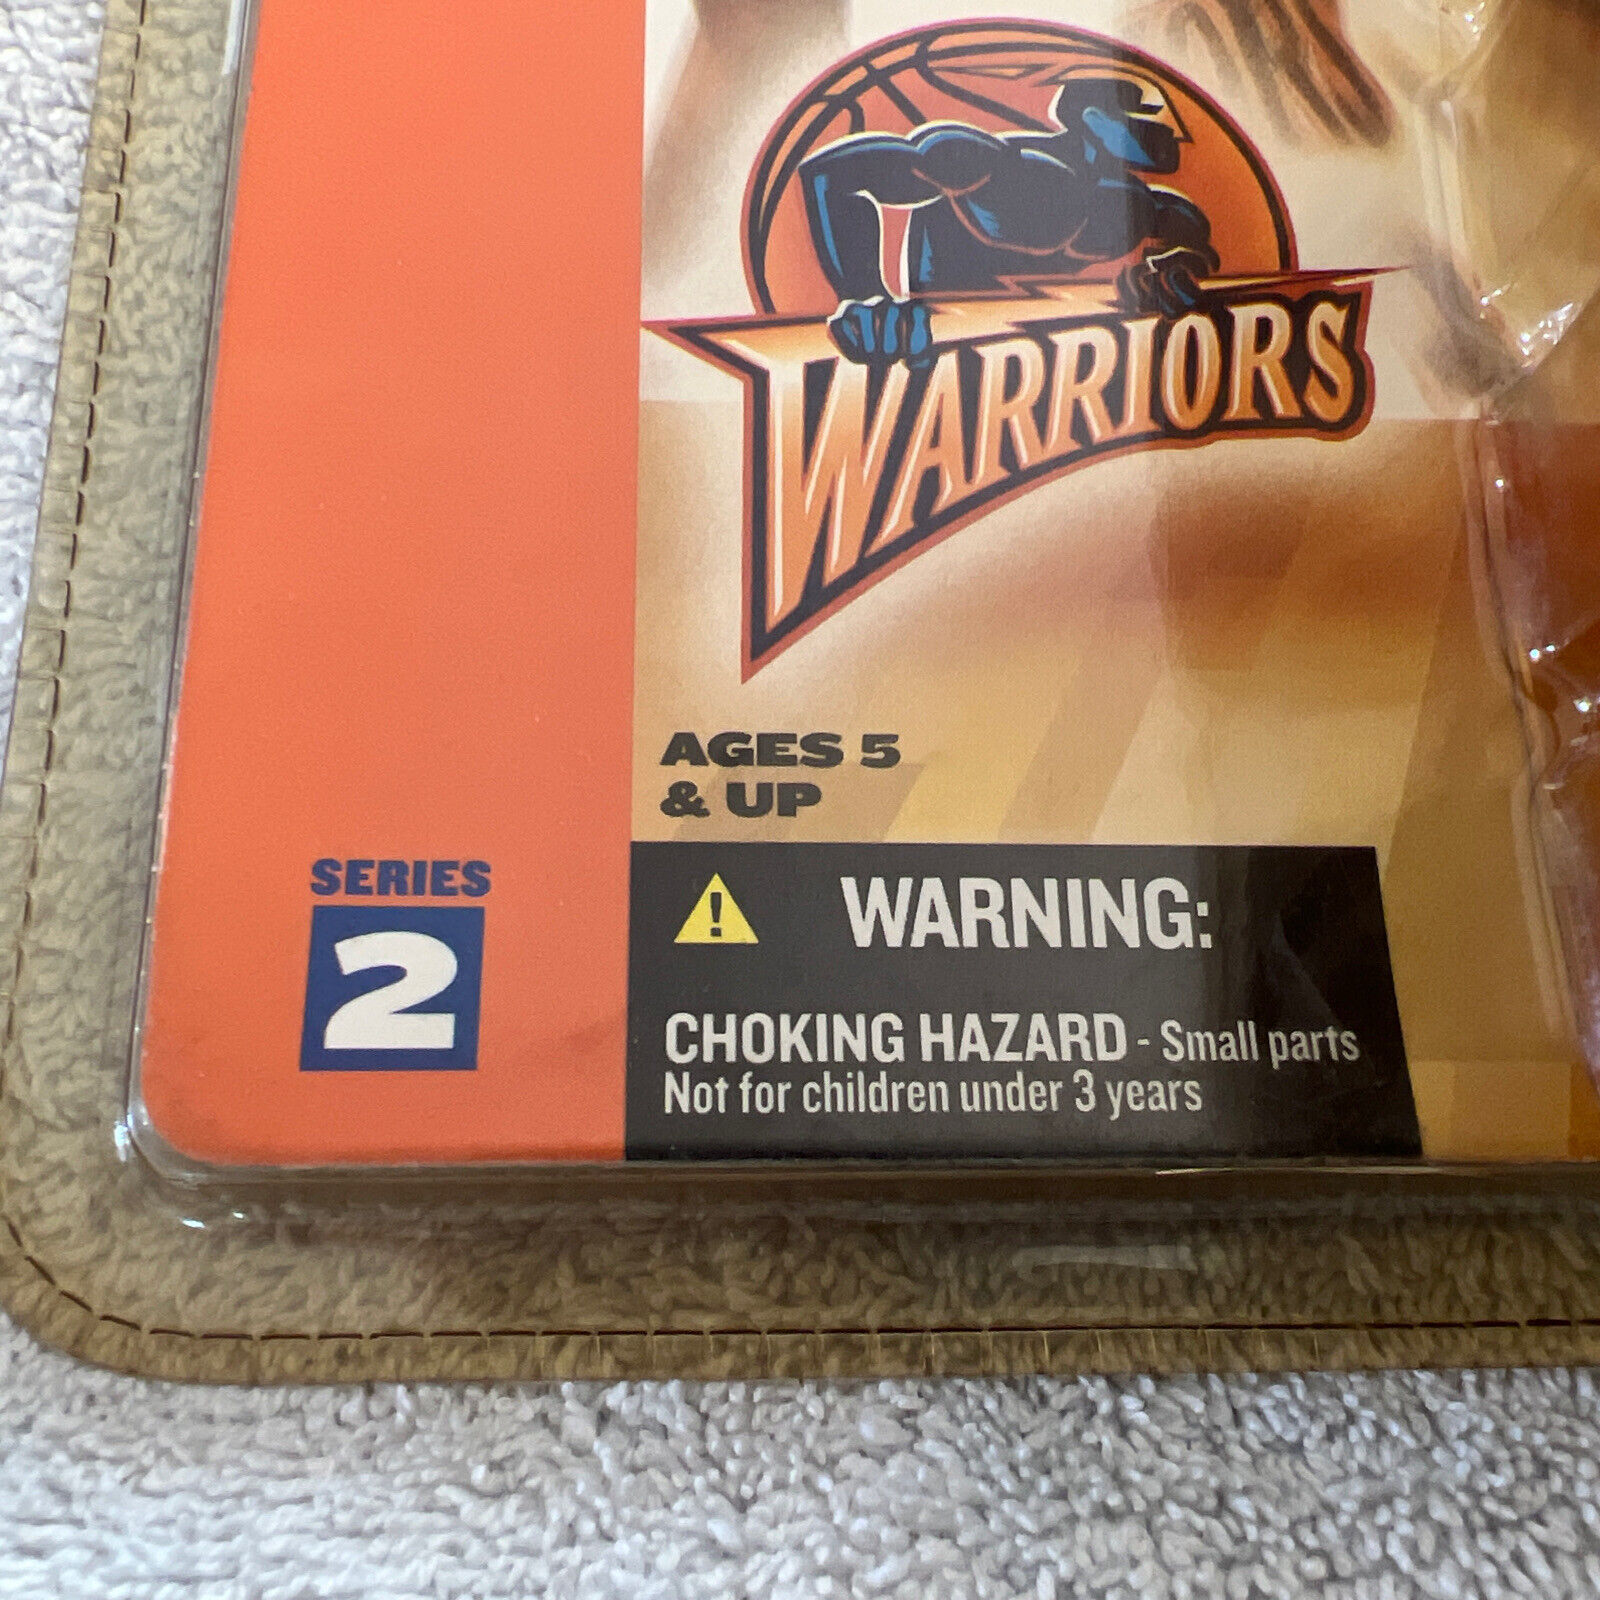 WARRIORS
AGES 5
& UP
SERIES
2
WARNING:
CHOKING HAZARD - Small parts
Not for children under 3 years